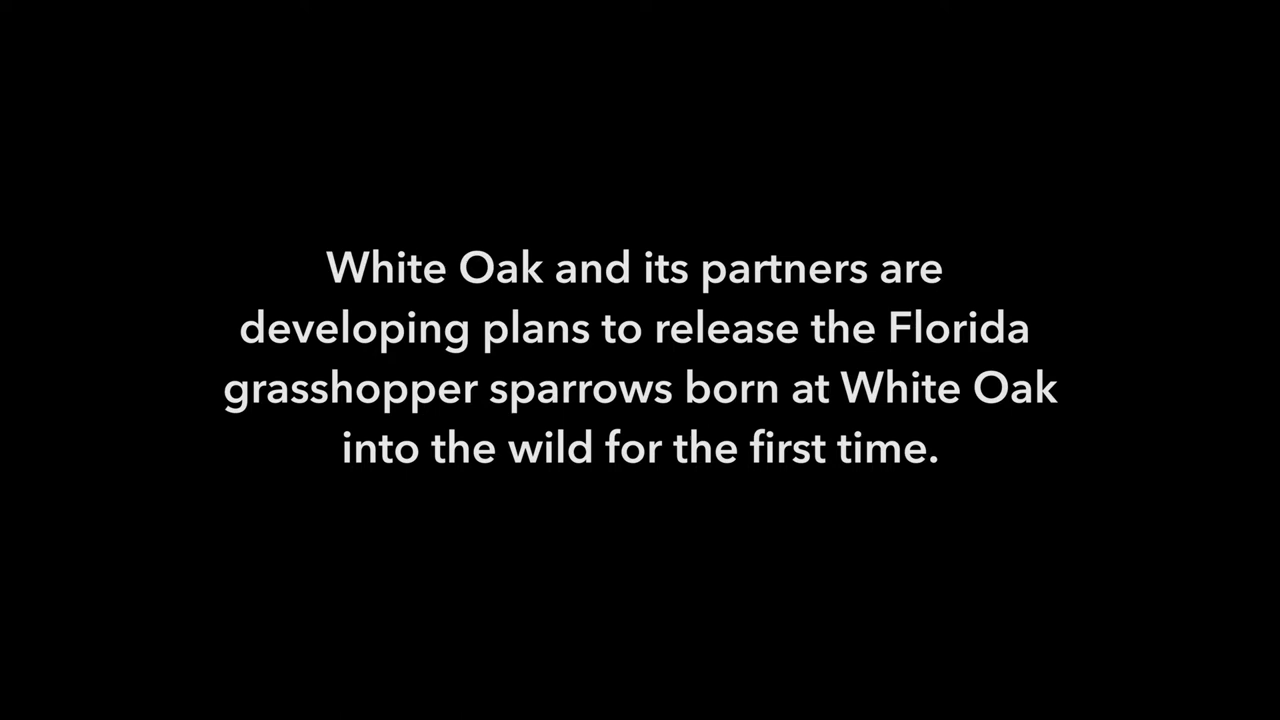 White Oak and its partners are
developing plans to release the Florida
grasshopper sparrows born at White Oak
into the wild for the first time.